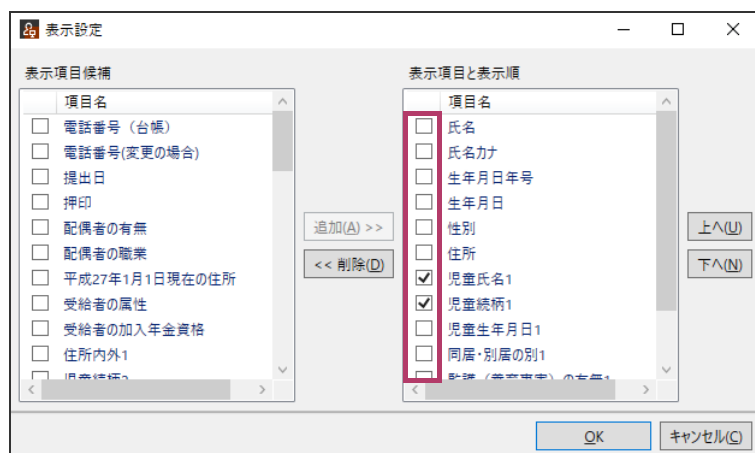 表示設定
表示項目候補
項目名
電話番号（台帳）
電話番号(変更の場合)
提出日
押印
配偶者の有無
配偶者の職業
平成27年1月1日現在の住所
受給者の属性
受給者の加入年金資格
住所内外1
追加(A) >>
<< 削除(D)
表示項目と表示順
項目名
氏名
氏名カナ
生年月日年号
生年月日
性別
住所
児童氏名1
児童続柄1
児童生年月日1
同居・別居の別1
上へ(U)
下へ(N)
OK
キャンセル(C)